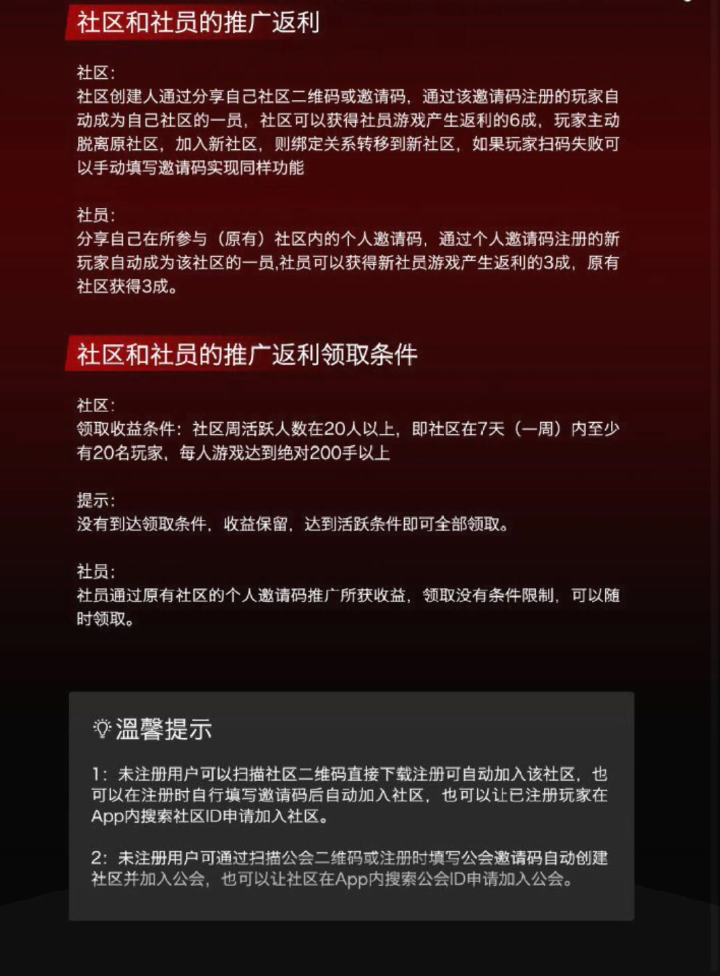 社区和社员的推广返利
社区：
社区创建人通过分享自己社区二维码或邀请码，通过该邀请码注册的玩家自
动成为自己社区的一员，社区可以获得社员游戏产生返利的6成，玩家主动
脱离原社区，加入新社区，则绑定关系转移到新社区，如果玩家扫码失败可
以手动填写邀请码实现同样功能
社员：
分享自己在所参与（原有）社区内的个人邀请码，通过个人邀请码注册的新
玩家自动成为该社区的一员,社员可以获得新社员游戏产生返利的3成，原有
社区获得3成。
社区和社员的推广返利领取条件
社区：
领取收益条件：社区周活跃人数在20人以上，即社区在7天（一周）内至少
有20名玩家，每人游戏达到绝对200手以上
提示：
没有到达领取条件，收益保留，达到活跃条件即可全部领取。
社员：
社员通过原有社区的个人邀请码推广所获收益，领取没有条件限制，可以随
时领取。
溫馨提示
1：未注册用户可以扫描社区二维码直接下载注册可自动加入该社区，也
可以在注册时自行填写邀请码后自动加入社区，也可以让已注册玩家在
App内搜索社区ID申请加入社区。
2：未注册用户可通过扫描公会二维码或注册时填写公会邀请码自动创建
社区并加入公会，也可以让社区在App内搜索公会ID申请加入公会。